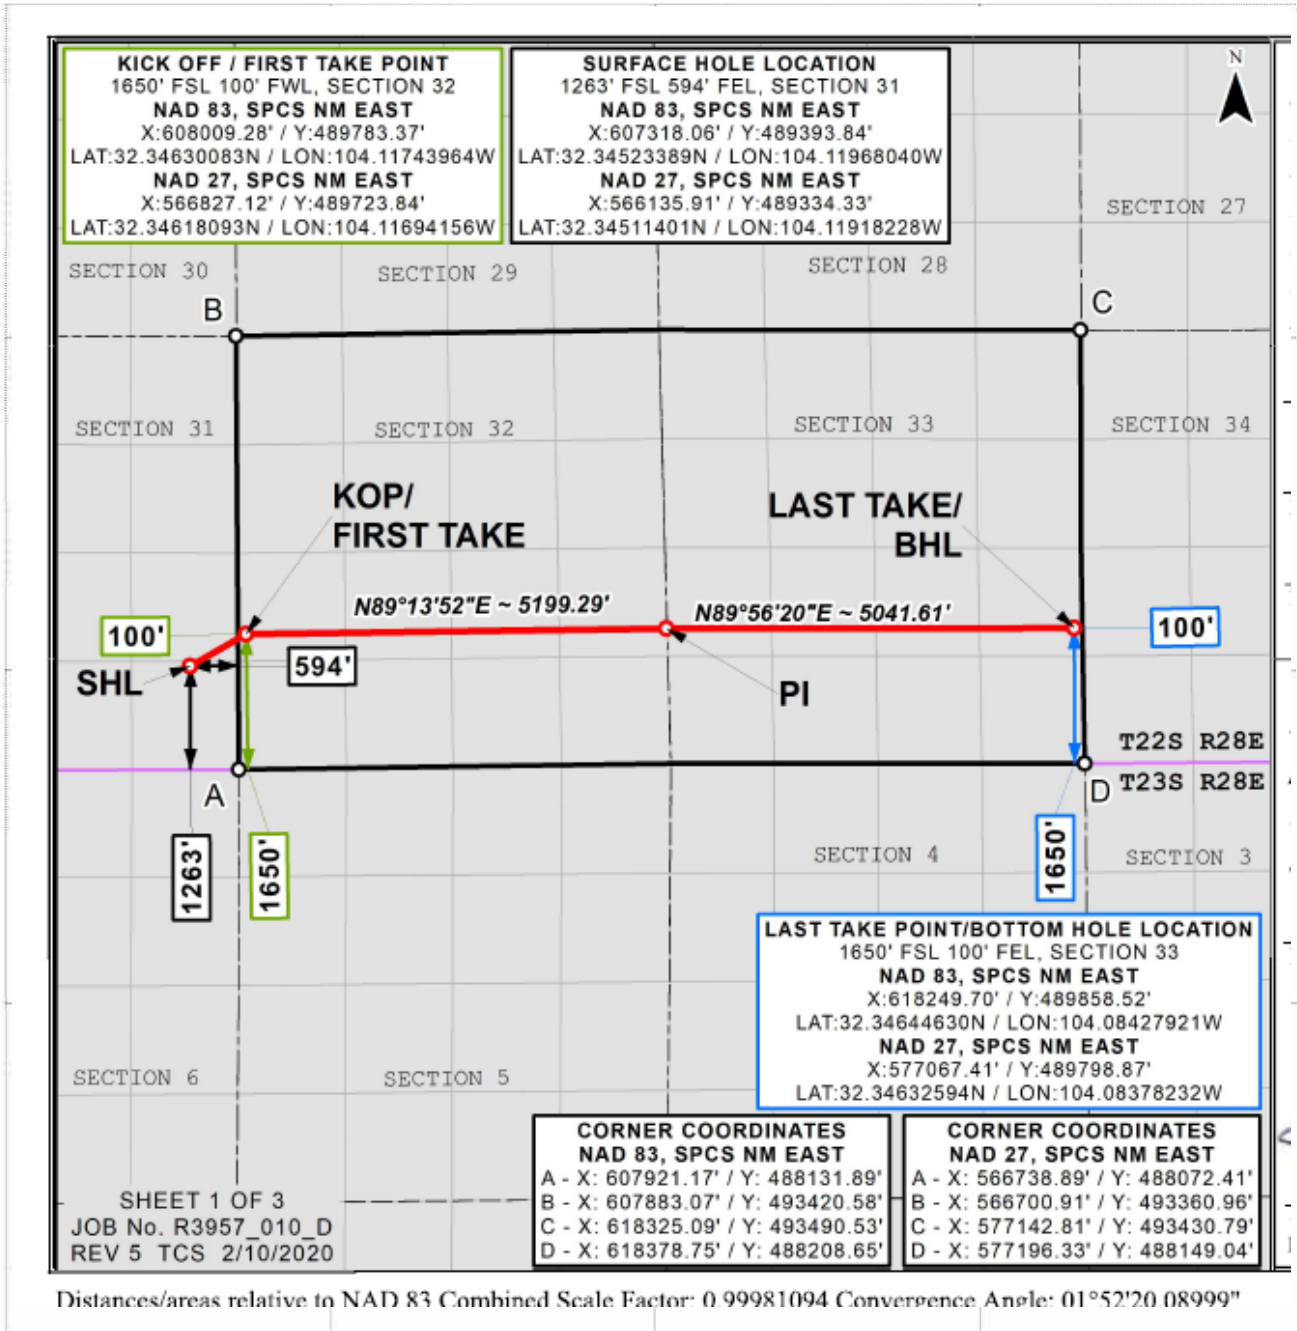 KICK OFF / FIRST TAKE POINT
1650' FSL 100' FWL, SECTION 32
NAD 83, SPCS NM EAST
X:608009.28' / Y:489783.37'
LAT:32.34630083N / LON:104.11743964W
NAD 27, SPCS NM EAST
X:566827.12' / Y:489723.84'
LAT:32.34618093N / LON:104.11694156W
SURFACE HOLE LOCATION
1263' FSL 594' FEL, SECTION 31
NAD 83, SPCS NM EAST
X:607318.06' / Y:489393.84'
LAT:32.34523389N / LON:104.11968040W
NAD 27, SPCS NM EAST
X:566135.91' / Y:489334.33'
LAT:32.34511401N / LON:104.11918228W
N
SECTION 27
SECTION 30
SECTION 29
SECTION 28
B
C
SECTION 31
SECTION 32
SECTION 33
SECTION 34
KOP/
FIRST TAKE
LAST TAKE/
BHL
N89°13'52"E ~ 5199.29'
N89°56'20"E ~ 5041.61'
100'
100'
594'
SHL
PI
T22S R28E
A
D
T23S R28E
1263'
1650'
1650'
SECTION 4
SECTION 3
LAST TAKE POINT/BOTTOM HOLE LOCATION
1650' FSL 100' FEL, SECTION 33
NAD 83, SPCS NM EAST
X:618249.70' / Y:489858.52'
LAT:32.34644630N / LON:104.08427921W
NAD 27, SPCS NM EAST
X:577067.41' / Y:489798.87'
LAT:32.34632594N / LON:104.08378232W
SECTION 6
SECTION 5
CORNER COORDINATES
NAD 83, SPCS NM EAST
A - X: 607921.17' / Y: 488131.89'
B - X: 607883.07' / Y: 493420.58'
C - X: 618325.09' / Y: 493490.53'
D - X: 618378.75' / Y: 488208.65'
CORNER COORDINATES
NAD 27, SPCS NM EAST
A - X: 566738.89' / Y: 488072.41'
B - X: 566700.91' / Y: 493360.96'
C - X: 577142.81' / Y: 493430.79'
D - X: 577196.33' / Y: 488149.04'
SHEET 1 OF 3
JOB No. R3957_010_D
REV 5 TCS 2/10/2020
Distances/areas relative to NAD 83 Combined Scale Factor: 0.99981094 Convergence Angle: 01°52'20.08999"